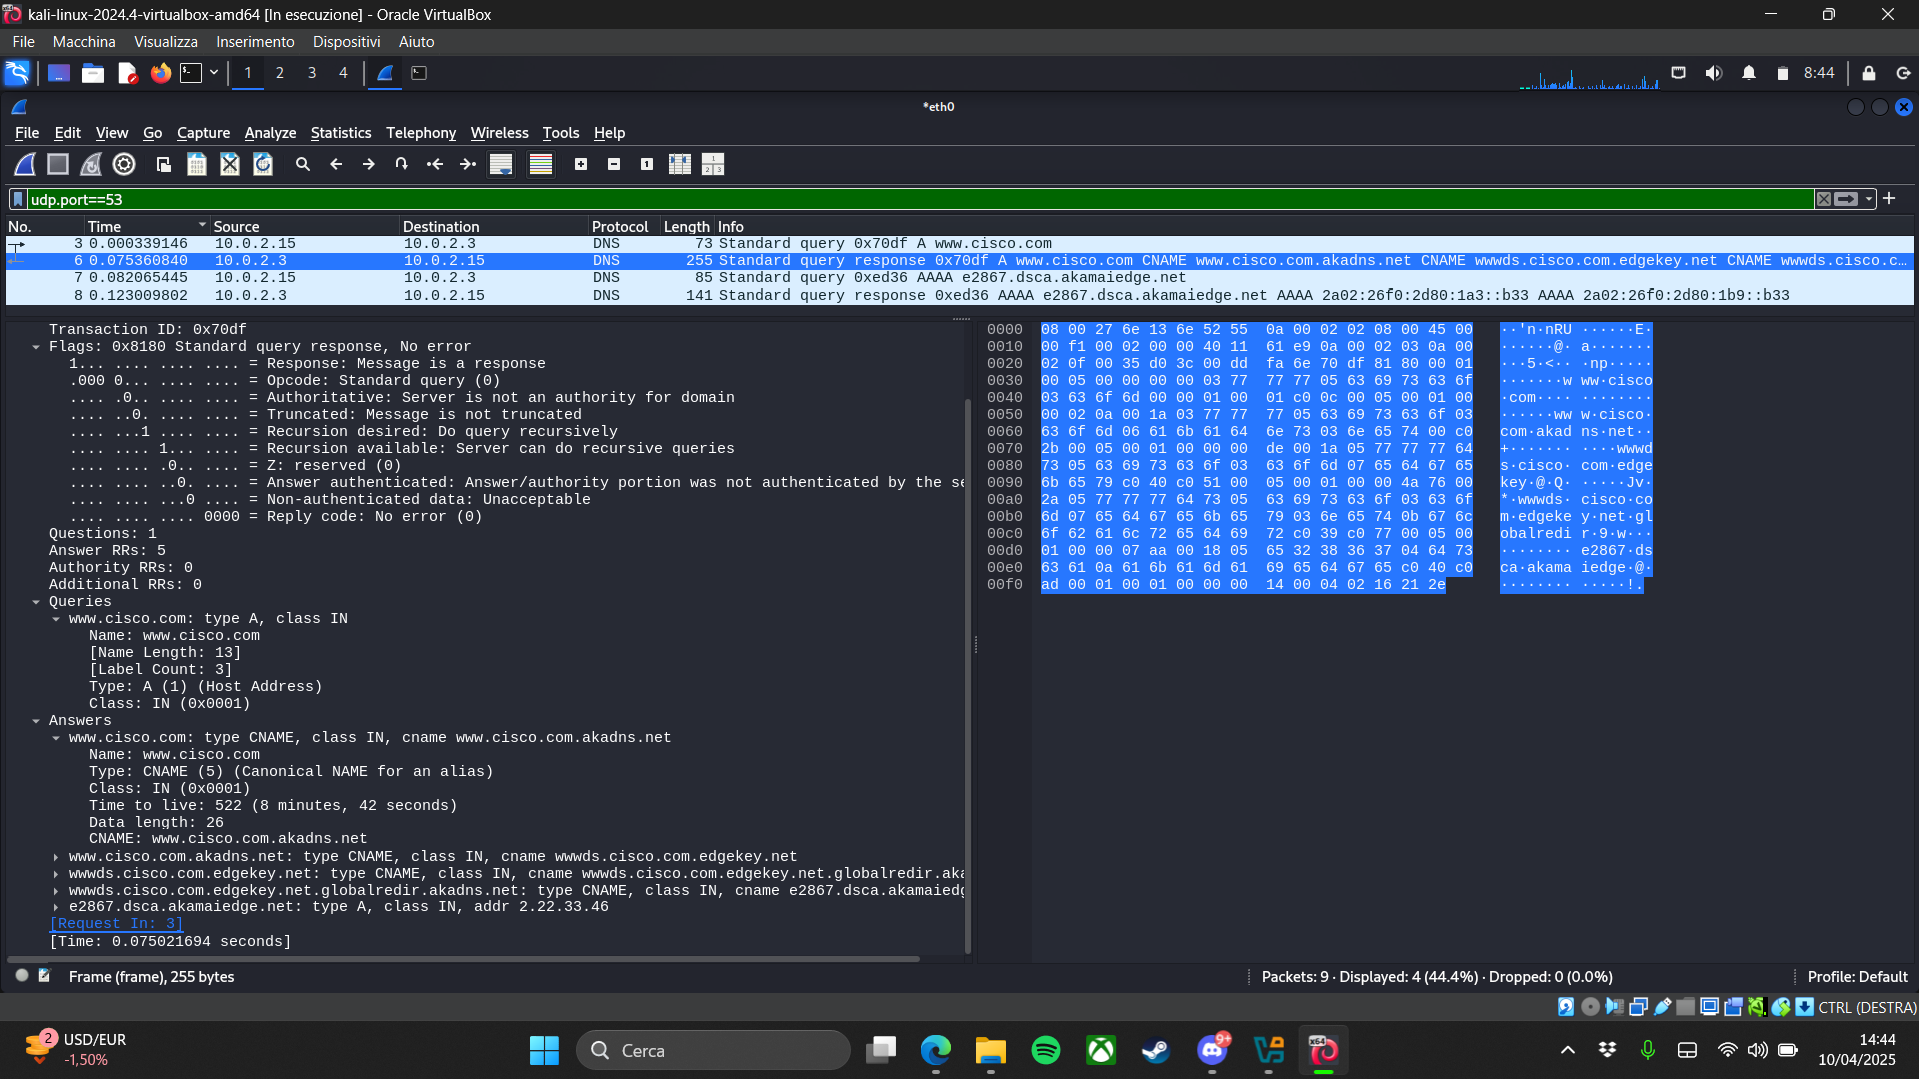 kali-linux-2024.4-virtualbox-amd64 [In esecuzione] - Oracle VirtualBox
File Macchina Visualizza Inserimento Dispositivi Aiuto
1 2 3 4 8:44
*eth0
File Edit View Go Capture Analyze Statistics Telephony Wireless Tools Help
udp.port==53
No. Time Source Destination Protocol Length Info
3 0.000339146 10.0.2.15 10.0.2.3 DNS 73 Standard query 0x70df A www.cisco.com
6 0.075360840 10.0.2.3 10.0.2.15 DNS 255 Standard query response 0x70df A www.cisco.com CNAME www.cisco.com.akadns.net CNAME wwwds.cisco.com.edgekey.net CNAME wwwds.cisco.c…
7 0.082065445 10.0.2.15 10.0.2.3 DNS 85 Standard query 0xed36 AAAA e2867.dsca.akamaiedge.net
8 0.123009802 10.0.2.3 10.0.2.15 DNS 141 Standard query response 0xed36 AAAA e2867.dsca.akamaiedge.net AAAA 2a02:26f0:2d80:1a3::b33 AAAA 2a02:26f0:2d80:1b9::b33
Transaction ID: 0x70df
Flags: 0x8180 Standard query response, No error
1... .... .... .... = Response: Message is a response
.000 0... .... .... = Opcode: Standard query (0)
.... .0.. .... .... = Authoritative: Server is not an authority for domain
.... ..0. .... .... = Truncated: Message is not truncated
.... ...1 .... .... = Recursion desired: Do query recursively
.... .... 1... .... = Recursion available: Server can do recursive queries
.... .... .0.. .... = Z: reserved (0)
.... .... ..0. .... = Answer authenticated: Answer/authority portion was not authenticated by the se
.... .... ...0 .... = Non-authenticated data: Unacceptable
.... .... .... 0000 = Reply code: No error (0)
Questions: 1
Answer RRs: 5
Authority RRs: 0
Additional RRs: 0
Queries
www.cisco.com: type A, class IN
Name: www.cisco.com
[Name Length: 13]
[Label Count: 3]
Type: A (1) (Host Address)
Class: IN (0x0001)
Answers
www.cisco.com: type CNAME, class IN, cname www.cisco.com.akadns.net
Name: www.cisco.com
Type: CNAME (5) (Canonical NAME for an alias)
Class: IN (0x0001)
Time to live: 522 (8 minutes, 42 seconds)
Data length: 26
CNAME: www.cisco.com.akadns.net
www.cisco.com.akadns.net: type CNAME, class IN, cname wwwds.cisco.com.edgekey.net
wwwds.cisco.com.edgekey.net: type CNAME, class IN, cname wwwds.cisco.com.edgekey.net.globalredir.aka
wwwds.cisco.com.edgekey.net.globalredir.akadns.net: type CNAME, class IN, cname e2867.dsca.akamaiedg
e2867.dsca.akamaiedge.net: type A, class IN, addr 2.22.33.46
[Request In: 3]
[Time: 0.075021694 seconds]
0000 08 00 27 6e 13 6e 52 55 0a 00 02 02 08 00 45 00 ··'n·nRU ······E·
0010 00 f1 00 02 00 00 40 11 61 e9 0a 00 02 03 0a 00 ······@· a·······
0020 02 0f 00 35 d0 3c 00 dd fa 6e 70 df 81 80 00 01 ···5·<·· ·np·····
0030 00 05 00 00 00 00 03 77 77 77 05 63 69 73 63 6f ·······w ww·cisco
0040 03 63 6f 6d 00 00 01 00 01 c0 0c 00 05 00 01 00 ·com···· ········
0050 00 02 0a 00 1a 03 77 77 77 05 63 69 73 63 6f 03 ······ww w·cisco·
0060 63 6f 6d 06 61 6b 61 64 6e 73 03 6e 65 74 00 c0 com·akad ns·net··
0070 2b 00 05 00 01 00 00 00 de 00 1a 05 77 77 77 64 +······· ····wwwd
0080 73 05 63 69 73 63 6f 03 63 6f 6d 07 65 64 67 65 s·cisco· com·edge
0090 6b 65 79 c0 40 c0 51 00 05 00 01 00 00 4a 76 00 key·@·Q· ·····Jv·
00a0 2a 05 77 77 77 64 73 05 63 69 73 63 6f 03 63 6f *·wwwds· cisco·co
00b0 6d 07 65 64 67 65 6b 65 79 03 6e 65 74 0b 67 6c m·edgeke y·net·gl
00c0 6f 62 61 6c 72 65 64 69 72 c0 39 c0 77 00 05 00 obalredi r·9·w···
00d0 01 00 00 07 aa 00 18 05 65 32 38 36 37 04 64 73 ········ e2867·ds
00e0 63 61 0a 61 6b 61 6d 61 69 65 64 67 65 c0 40 c0 ca·akama iedge·@·
00f0 ad 00 01 00 01 00 00 00 14 00 04 02 16 21 2e ········ ·····!.
Frame (frame), 255 bytes
Packets: 9 · Displayed: 4 (44.4%) · Dropped: 0 (0.0%)
Profile: Default
CTRL (DESTRA)
2
USD/EUR
-1,50%
Cerca
9+
x64
14:44
10/04/2025